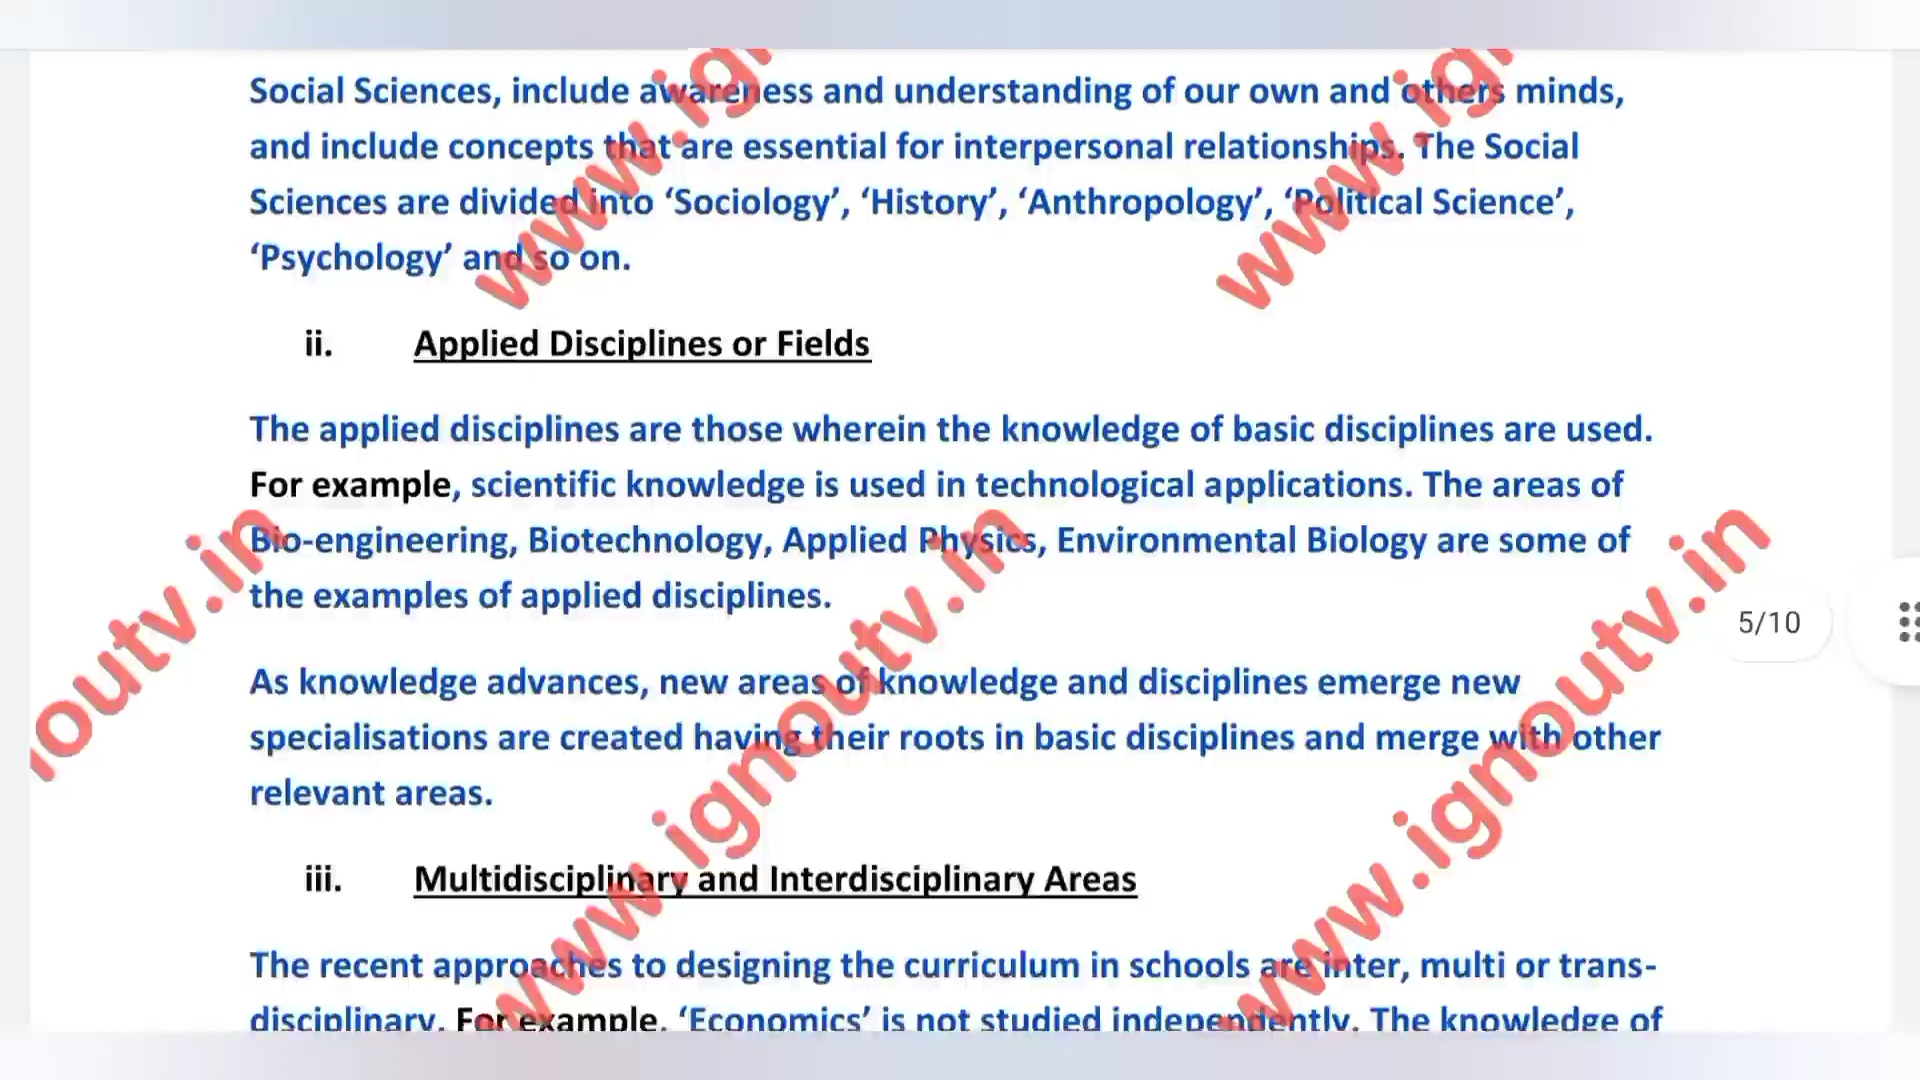 Social Sciences, include awareness and understanding of our own and others minds,
and include concepts that are essential for interpersonal relationships. The Social
Sciences are divided into ‘Sociology’, ‘History’, ‘Anthropology’, ‘Political Science’,
‘Psychology’ and so on.
ii. Applied Disciplines or Fields
The applied disciplines are those wherein the knowledge of basic disciplines are used.
For example, scientific knowledge is used in technological applications. The areas of
Bio-engineering, Biotechnology, Applied Physics, Environmental Biology are some of
the examples of applied disciplines.
5/10
As knowledge advances, new areas of knowledge and disciplines emerge new
specialisations are created having their roots in basic disciplines and merge with other
relevant areas.
iii. Multidisciplinary and Interdisciplinary Areas
The recent approaches to designing the curriculum in schools are inter, multi or trans-
disciplinary. For example, ‘Economics’ is not studied independently. The knowledge of
www.ign
www.ign
noutv.in
www.ignoutv.in
www.ignoutv.in